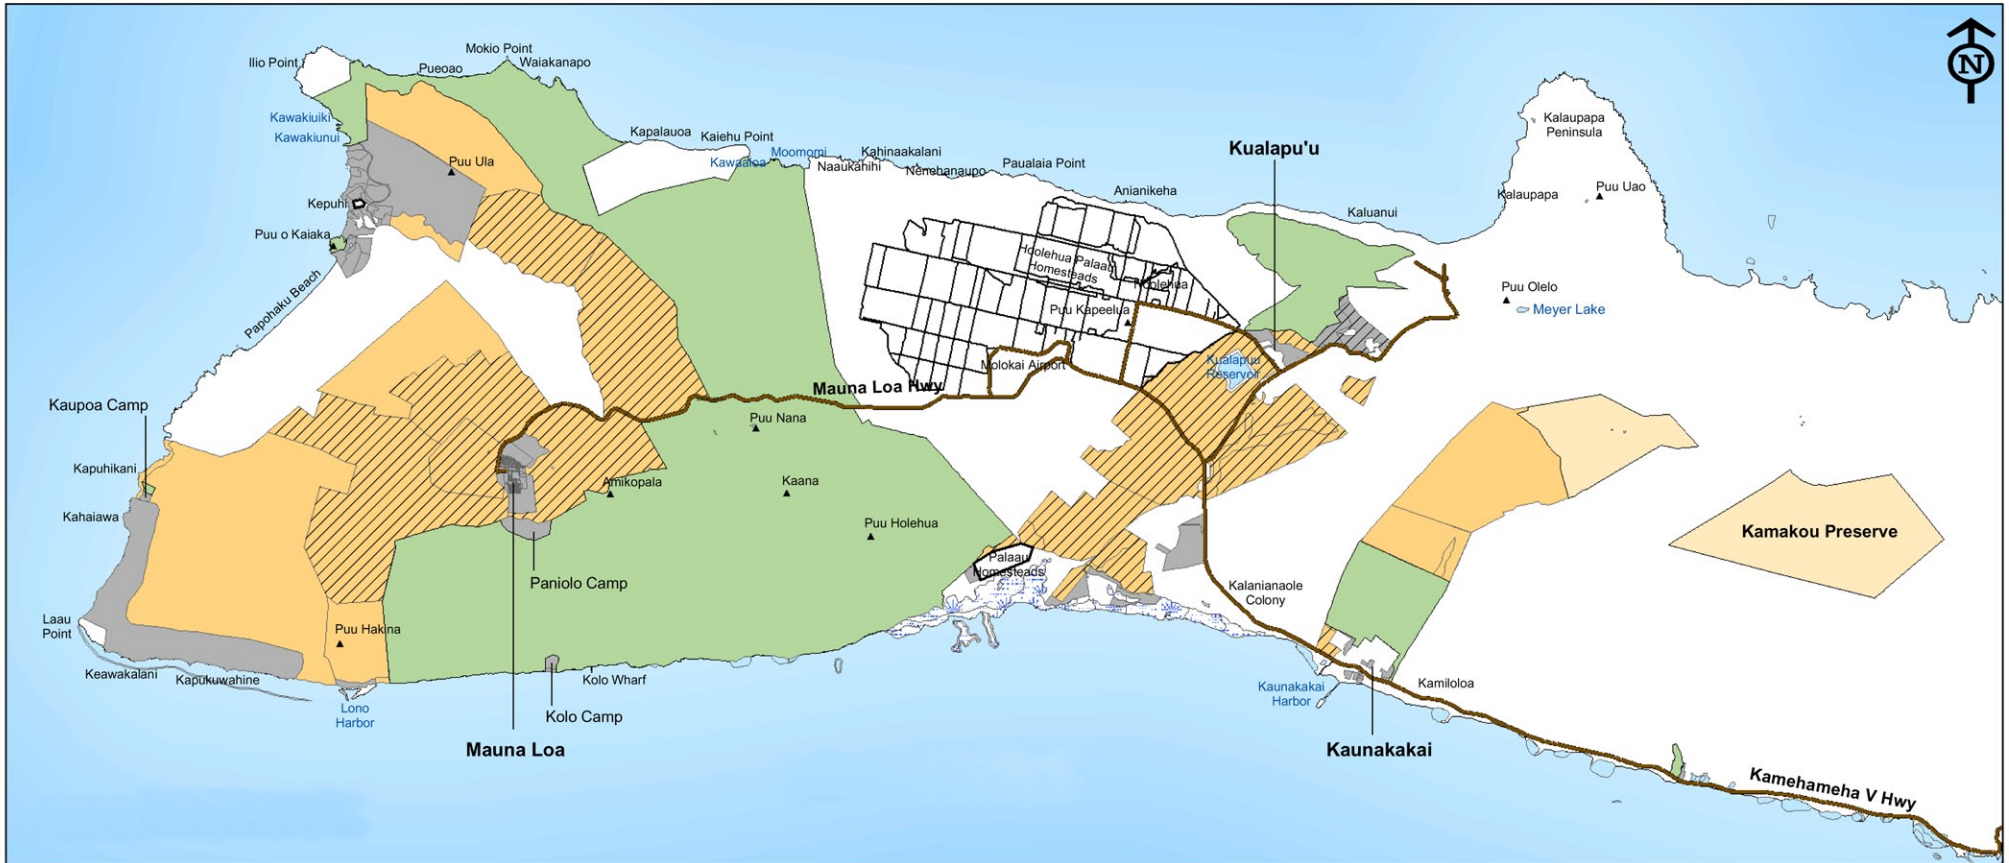 Mokio Point
Ilio Point
Pueoao
Waiakanapo
N
Kawakiuiki
Kawakiunui
Kapalauoa
Kaiehu Point
Kawaaloa
Moomomi
Kahinaakalani
Naaukahihi
Nenehanaupo
Paualaia Point
Anianikeha
Kualapu'u
Kalaupapa
Peninsula
Puu Ula
Kepuhi
Puu o Kaiaka
Papohaku Beach
Kaluanui
Kalaupapa
Puu Uao
Hoolehua Palaau
Homesteads
Hoolehua
Puu Kapeelua
Puu Olelo
Meyer Lake
Molokai Airport
Kualapuu
Reservoir
Mauna Loa Hwy
Kaupoa Camp
Puu Nana
Kapuhikani
Amikopala
Kaana
Kahaiawa
Puu Holehua
Kamakou Preserve
Palaau
Homesteads
Paniolo Camp
Kalanianaole
Colony
Laau
Point
Puu Hakina
Keawakalani
Kapukuwahine
Kolo Wharf
Lono
Harbor
Kolo Camp
Kaunakakai
Harbor
Kamiloloa
Mauna Loa
Kaunakakai
Kamehameha V Hwy